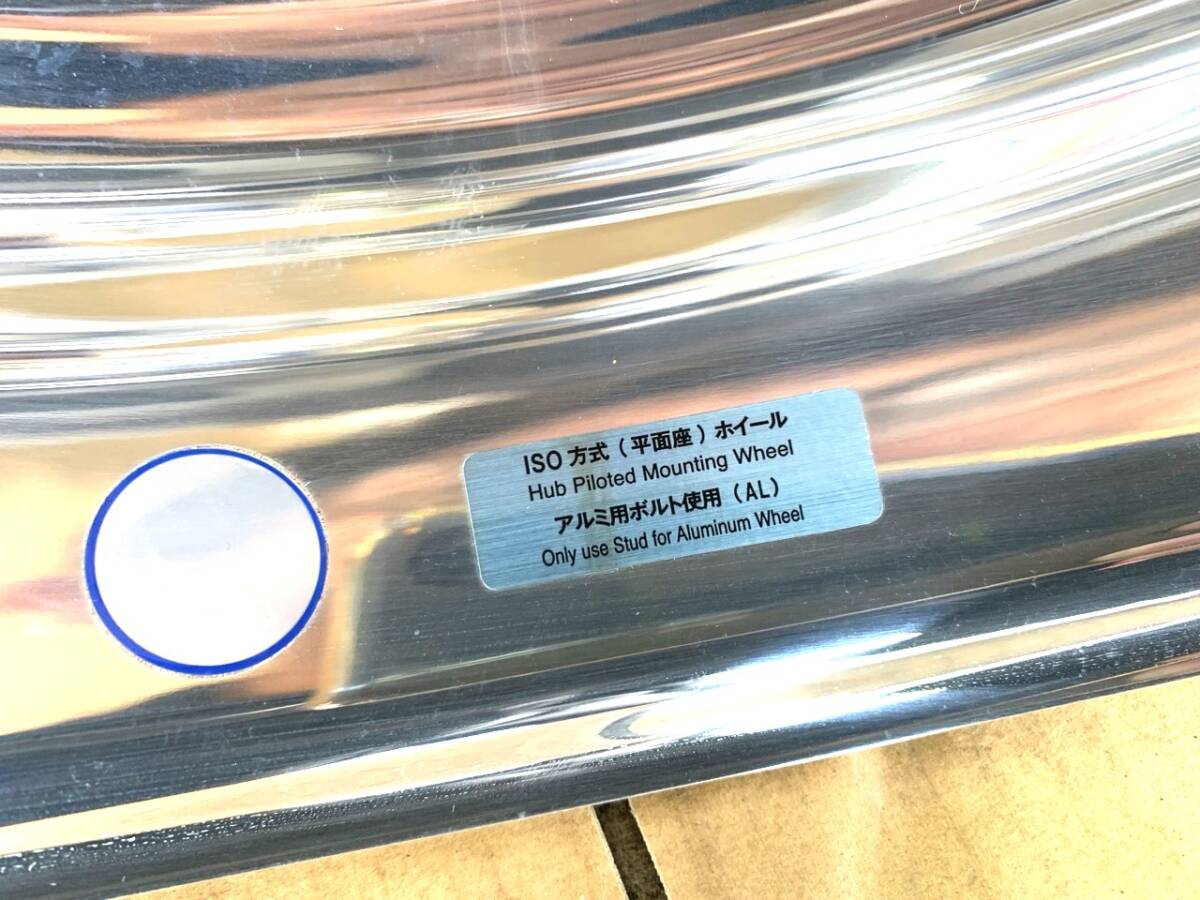 ISO 方式 (平面座) ホイール
Hub Piloted Mounting Wheel
アルミ用ボルト使用 (AL)
Only use Stud for Aluminum Wheel